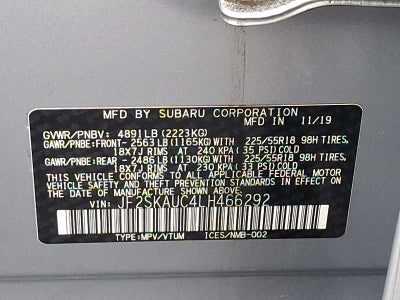 MFD BY SUBARU CORPORATION
MFD. IN 11/19
GVWR/PNBV: 4891LB (2223KG)
GAWR/PNBE:FRONT- 2563LB (1165KG) WITH/AVEC 225/55R18 98H TIRES,
18X7J RIMS AT 240 KPA (35 PSI) COLD
GAWR/PNBE:REAR - 2486LB (1130KG) WITH/AVEC 225/55R18 98H TIRES,
18X7J RIMS AT 230 KPA (33 PSI) COLD
THIS VEHICLE CONFORMS TO ALL APPLICABLE FEDERAL MOTOR
VEHICLE SAFETY AND THEFT PREVENTION STANDARDS IN EFFECT ON THE
DATE OF MANUFACTURE SHOWN ABOVE.
VIN: JF2SKAUC4LH466292
TYPE:MPV/VTUM ICES/NMB-002